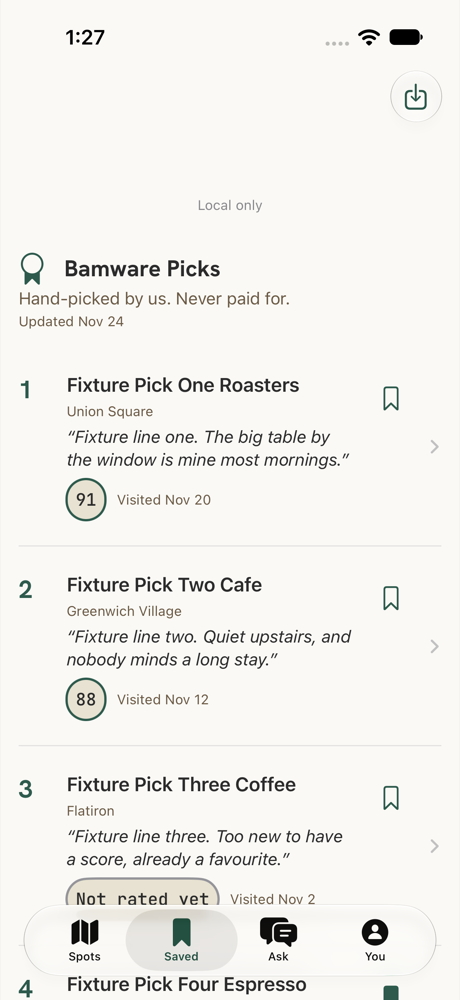 1:27
Local only
Bamware Picks
Hand-picked by us. Never paid for.
Updated Nov 24
1
Fixture Pick One Roasters
Union Square
“Fixture line one. The big table by
the window is mine most mornings.”
91 Visited Nov 20
2
Fixture Pick Two Cafe
Greenwich Village
“Fixture line two. Quiet upstairs, and
nobody minds a long stay.”
88 Visited Nov 12
3
Fixture Pick Three Coffee
Flatiron
“Fixture line three. Too new to have
a score, already a favourite.”
Not rated yet Visited Nov 2
Spots Saved Ask You
4 Fixture Pick Four Espresso